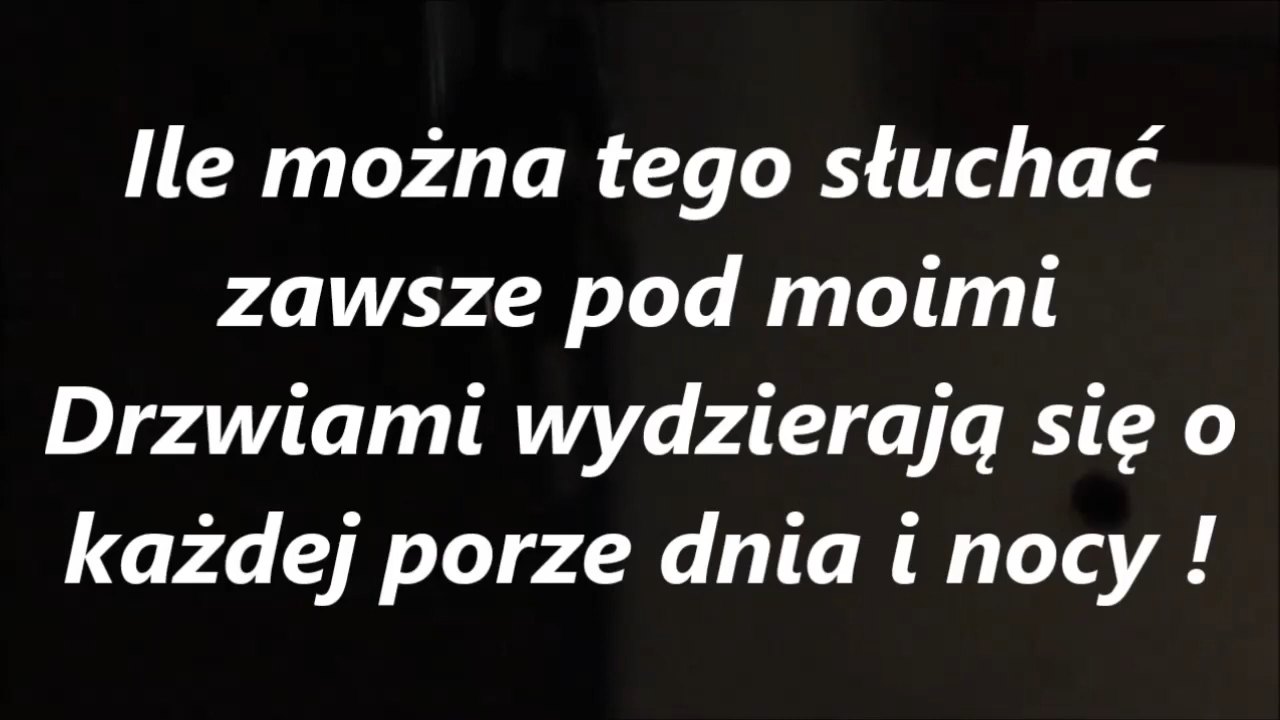 Ile można tego słuchać
zawsze pod moimi
Drzwiami wydzierają się o
każdej porze dnia i nocy !